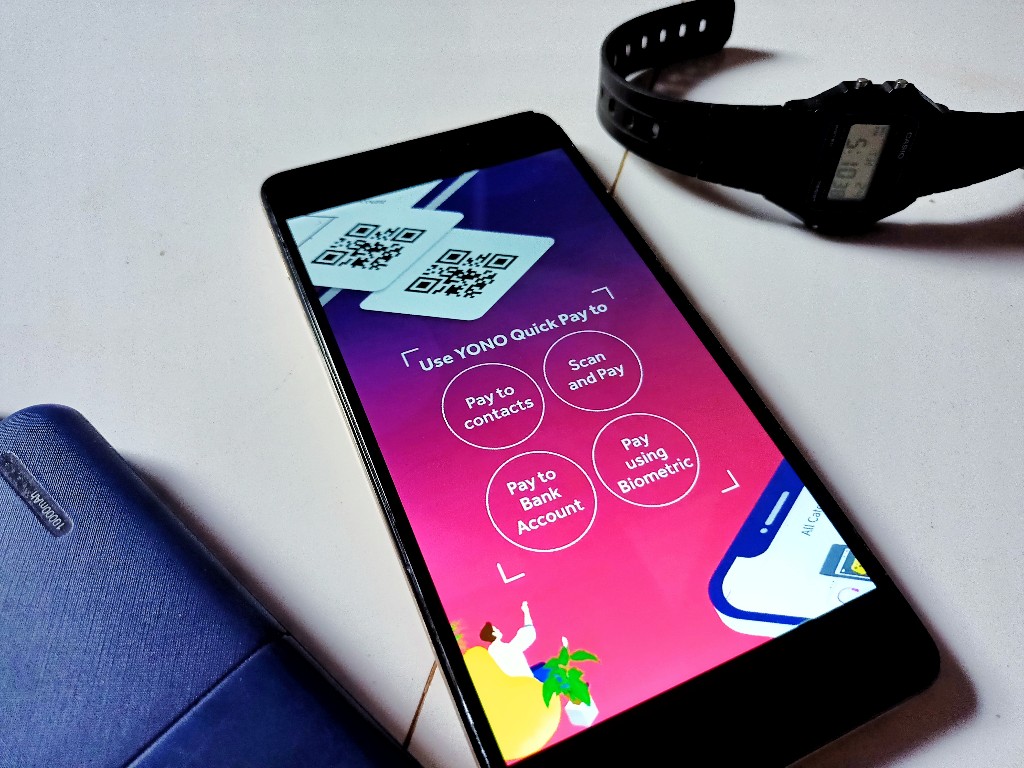 Use YONO Quick Pay to
Pay to
contacts
Scan
and Pay
Pay to
Bank
Account
Pay
using
Biometric
CASIO
10000mAh